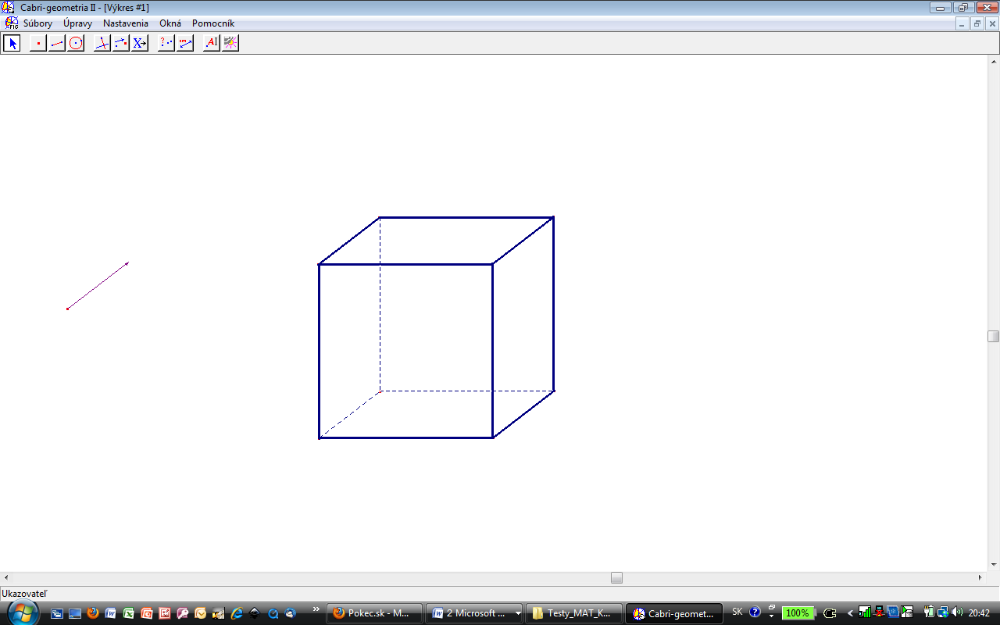 Cabri-geometria II - [Výkres #1]
Súbory Úpravy Nastavenia Okná Pomocník
Ukazovateľ
Pokec.sk - M... 2 Microsoft ... Testy_MAT_K... Cabri-geomet... SK 100% 20:42